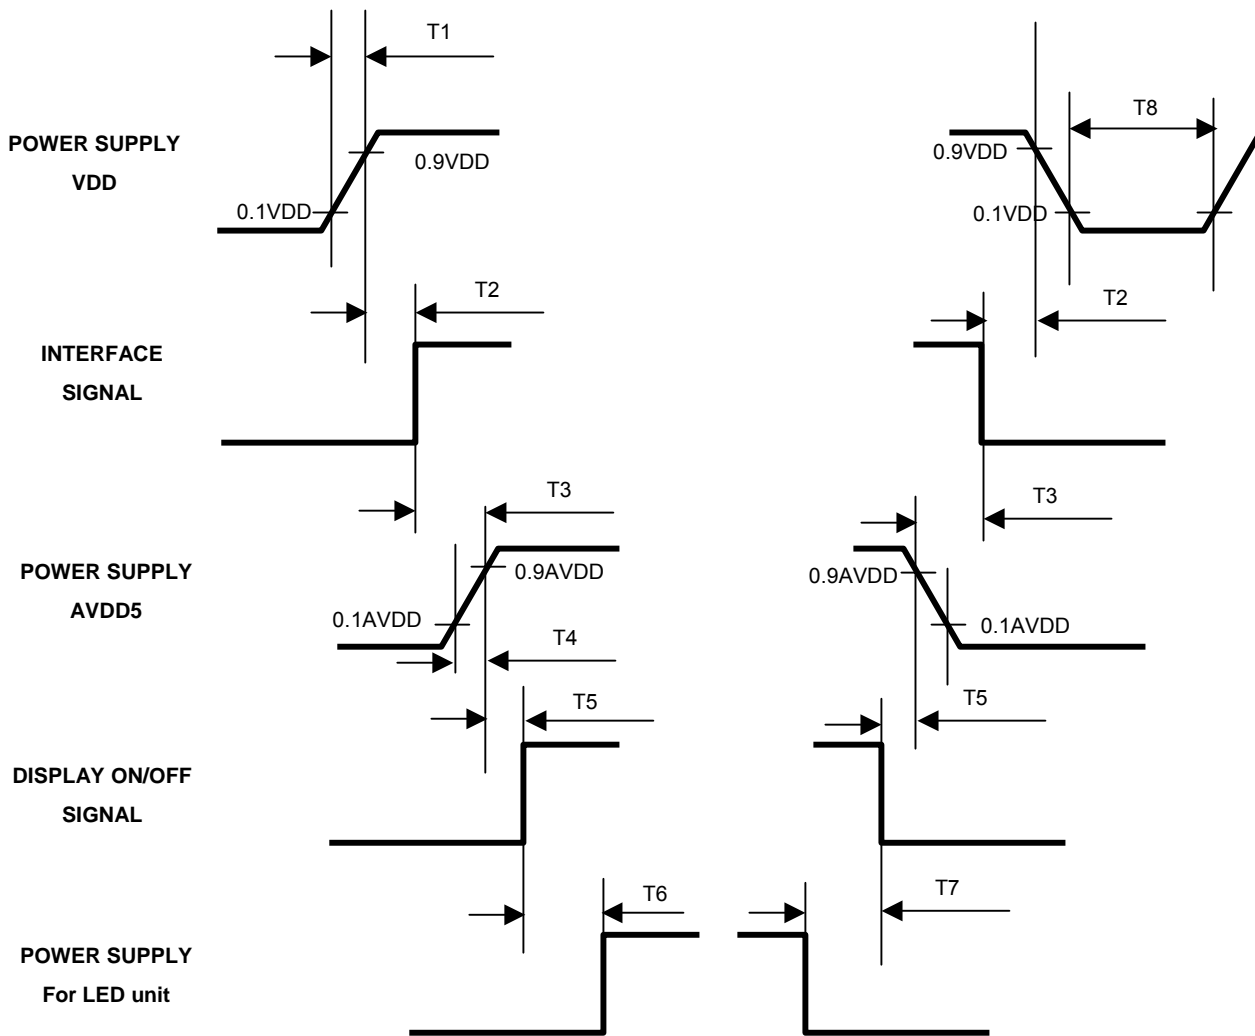 T1
T8
POWER SUPPLY
VDD
0.9VDD
0.1VDD
0.9VDD
0.1VDD
T2
T2
INTERFACE
SIGNAL
T3
T3
POWER SUPPLY
AVDD5
0.9AVDD
0.1AVDD
0.9AVDD
0.1AVDD
T4
T5
T5
DISPLAY ON/OFF
SIGNAL
T6
T7
POWER SUPPLY
For LED unit